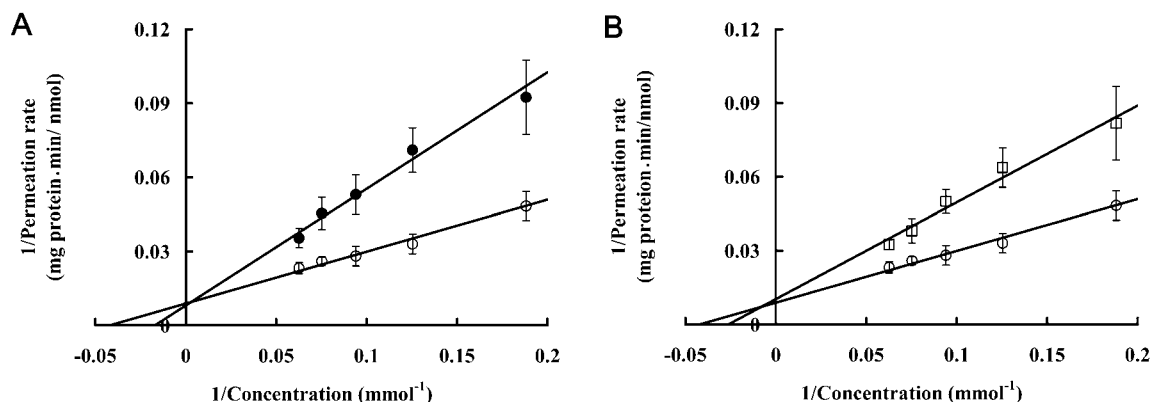 A
0.12
0.09
0.06
0.03
0
-0.05
0
0.05
0.1
0.15
0.2
1/Permeation rate
(mg protein.min/ nmol)
1/Concentration (mmol⁻¹)
B
0.12
0.09
0.06
0.03
0
-0.05
0
0.05
0.1
0.15
0.2
1/Permeation rate
(mg proteion.min/nmol)
1/Concentration (mmol⁻¹)